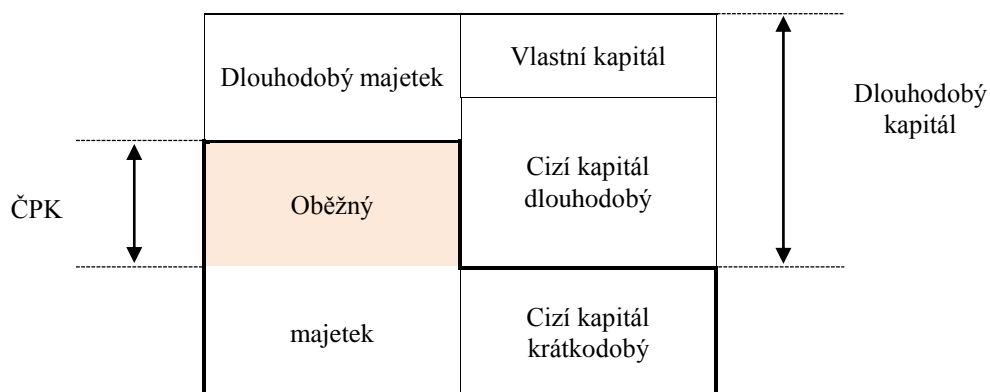 Dlouhodobý majetek
Vlastní kapitál
Dlouhodobý
kapitál
ČPK
Oběžný
Cizí kapitál
dlouhodobý
majetek
Cizí kapitál
krátkodobý